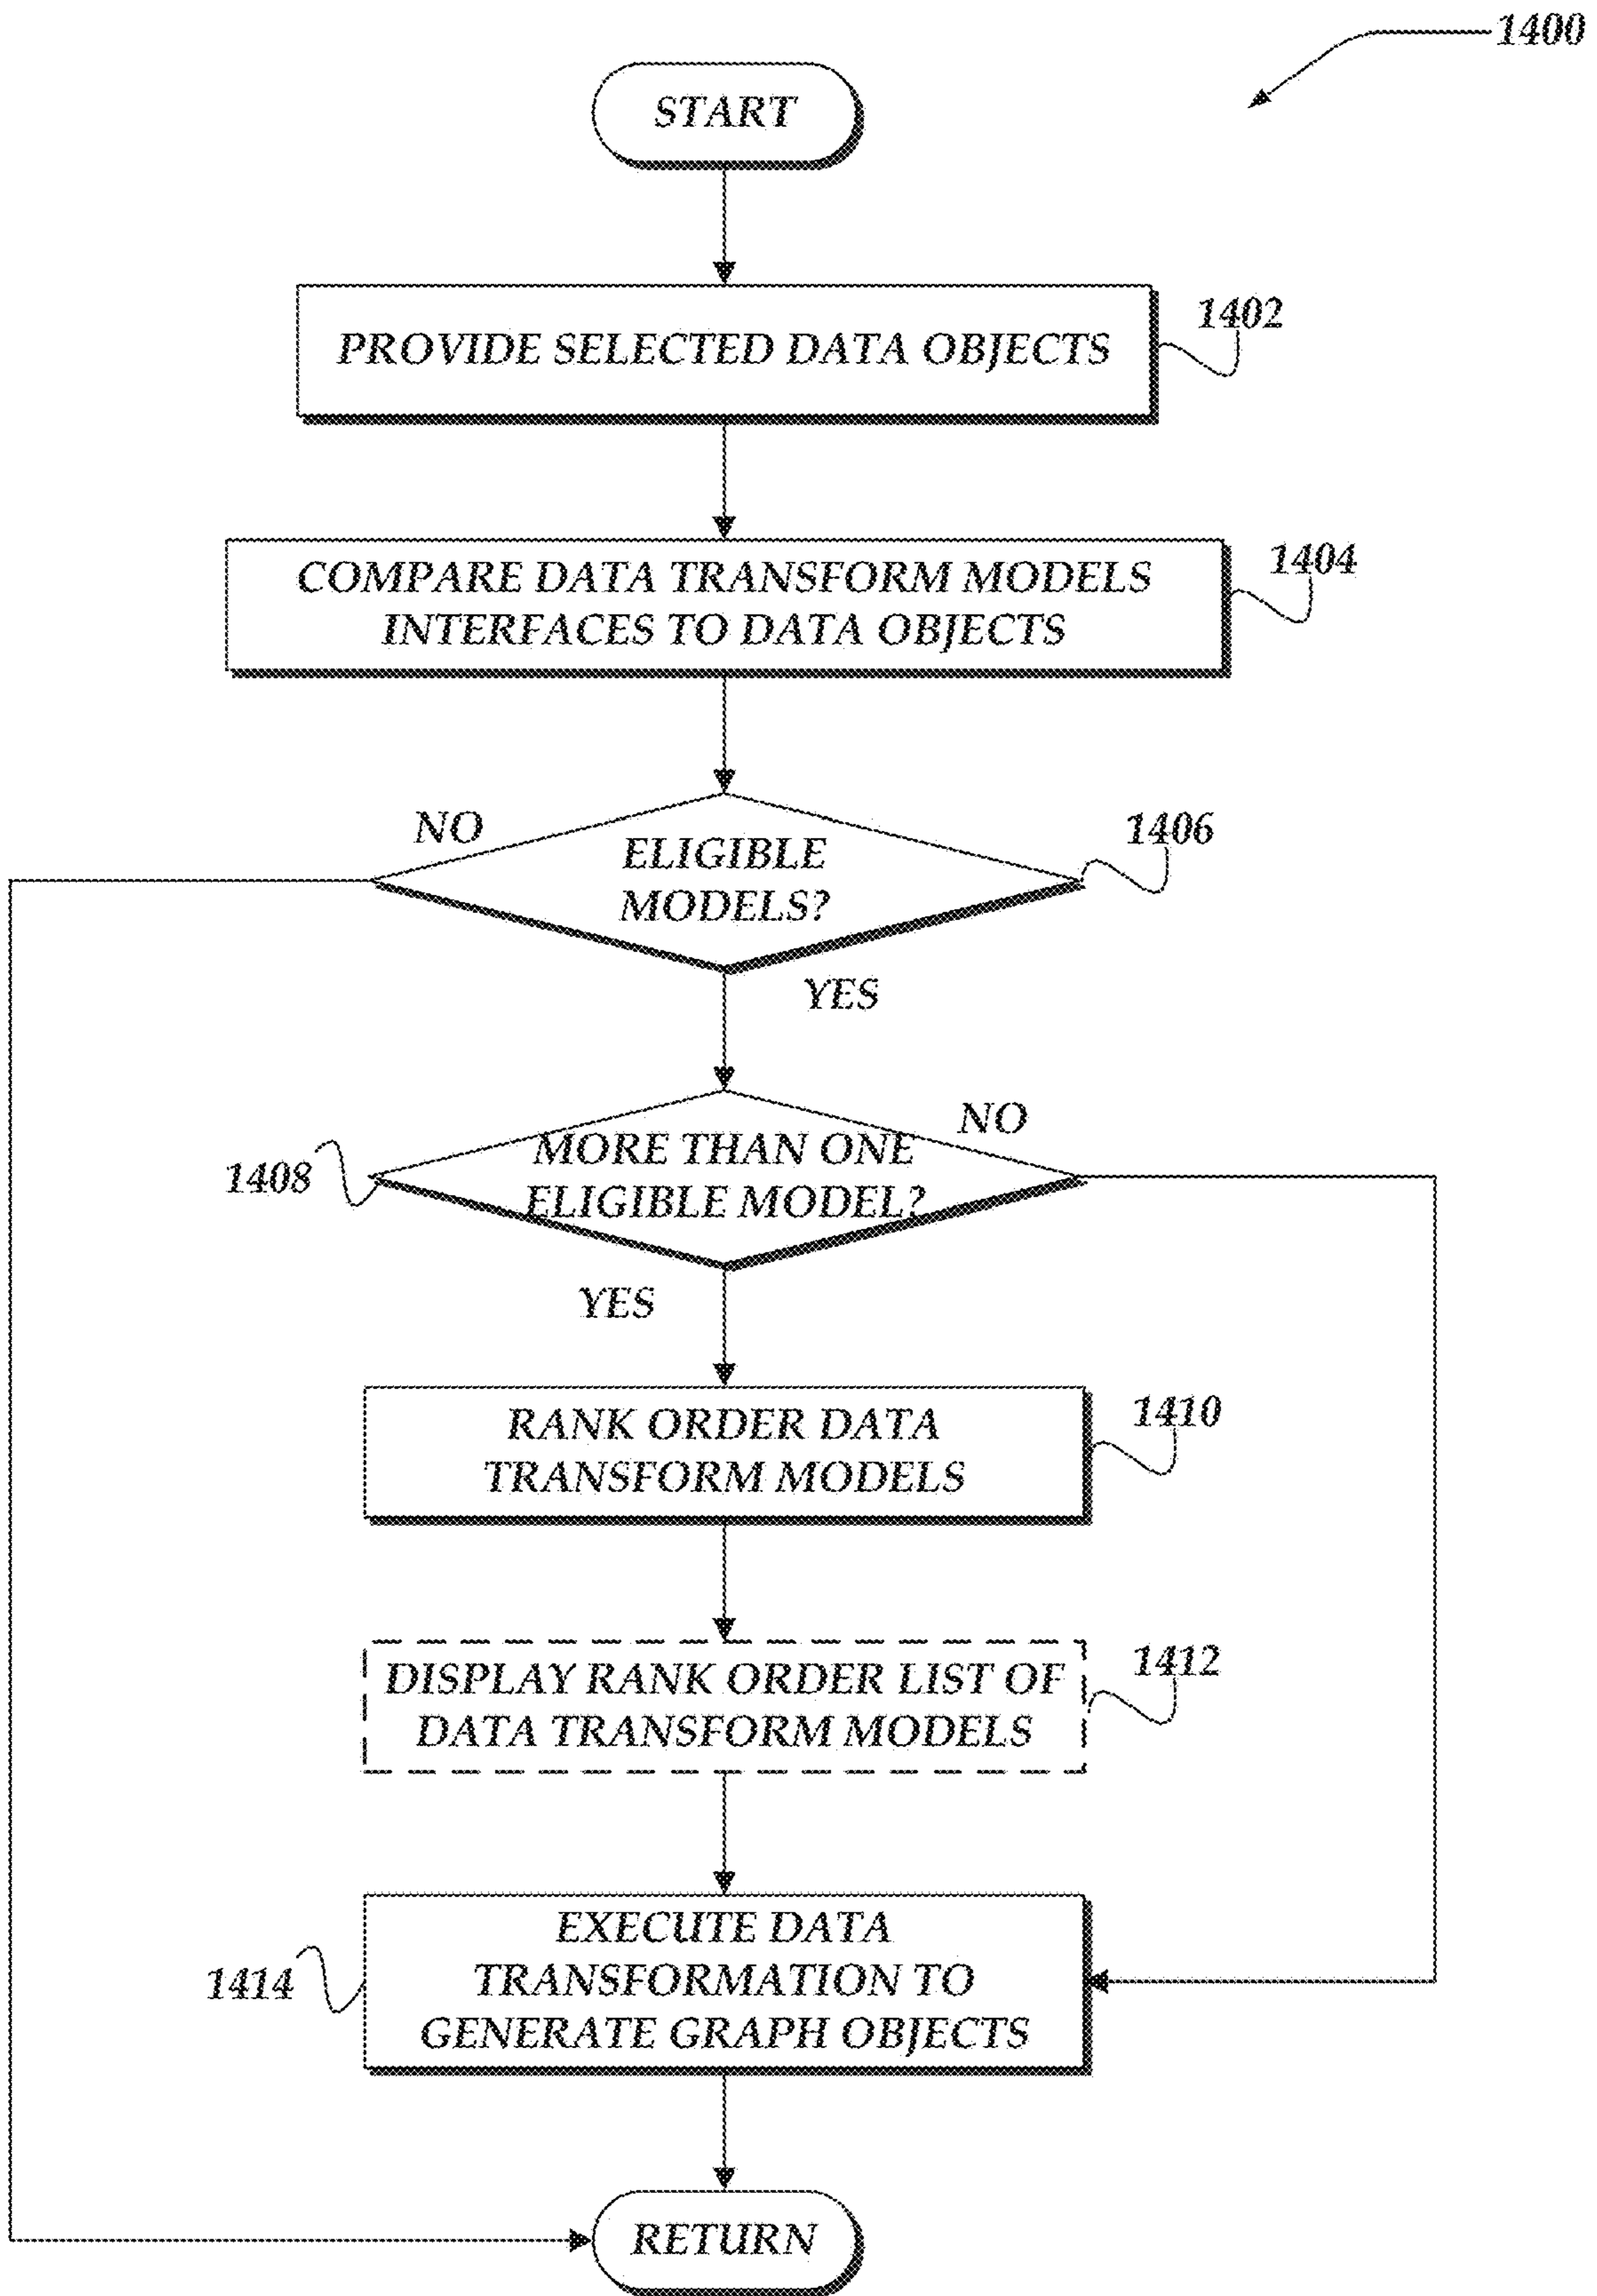 1400
START
PROVIDE SELECTED DATA OBJECTS
1402
COMPARE DATA TRANSFORM MODELS
INTERFACES TO DATA OBJECTS
1404
NO
ELIGIBLE
MODELS?
1406
YES
NO
MORE THAN ONE
ELIGIBLE MODEL?
1408
YES
RANK ORDER DATA
TRANSFORM MODELS
1410
DISPLAY RANK ORDER LIST OF
DATA TRANSFORM MODELS
1412
EXECUTE DATA
TRANSFORMATION TO
GENERATE GRAPH OBJECTS
1414
RETURN